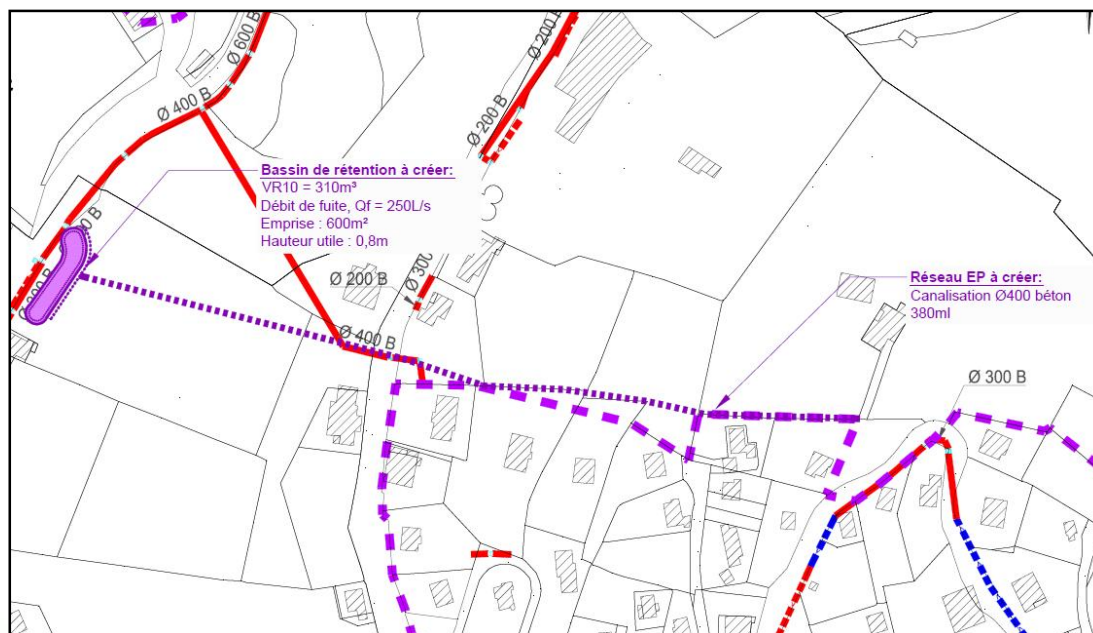 Ø 600 B
Ø 200 B
Ø 400 B
Ø 200 B
Bassin de rétention à créer:
VR10 = 310m³
Débit de fuite, Qf = 250L/s
Emprise : 600m²
Hauteur utile : 0,8m
3
Ø 300
Ø 200 B
Réseau EP à créer:
Canalisation Ø400 béton
380ml
Ø 400 B
Ø 300 B